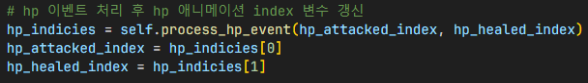 # hp 이벤트 처리 후 hp 애니메이션 index 변수 갱신
hp_indicies = self.process_hp_event(hp_attacked_index, hp_healed_index)
hp_attacked_index = hp_indicies[0]
hp_healed_index = hp_indicies[1]